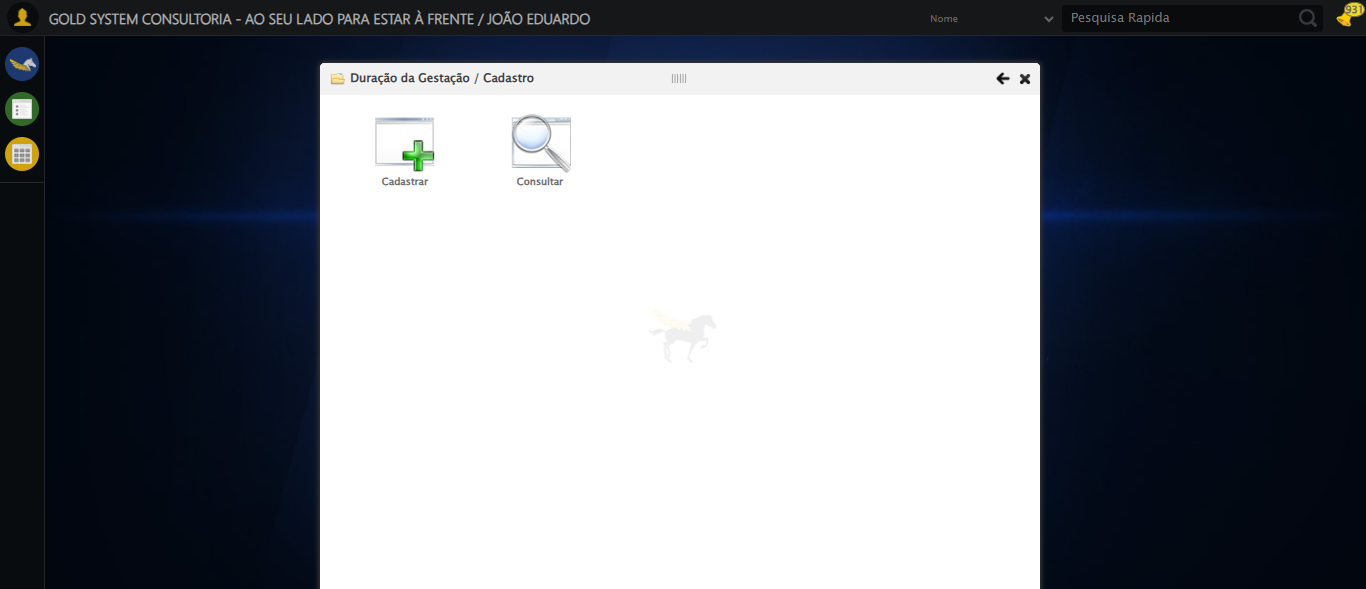 GOLD SYSTEM CONSULTORIA - AO SEU LADO PARA ESTAR À FRENTE / JOÃO EDUARDO
Nome
Pesquisa Rapida
931
Duração da Gestação / Cadastro
Cadastrar
Consultar